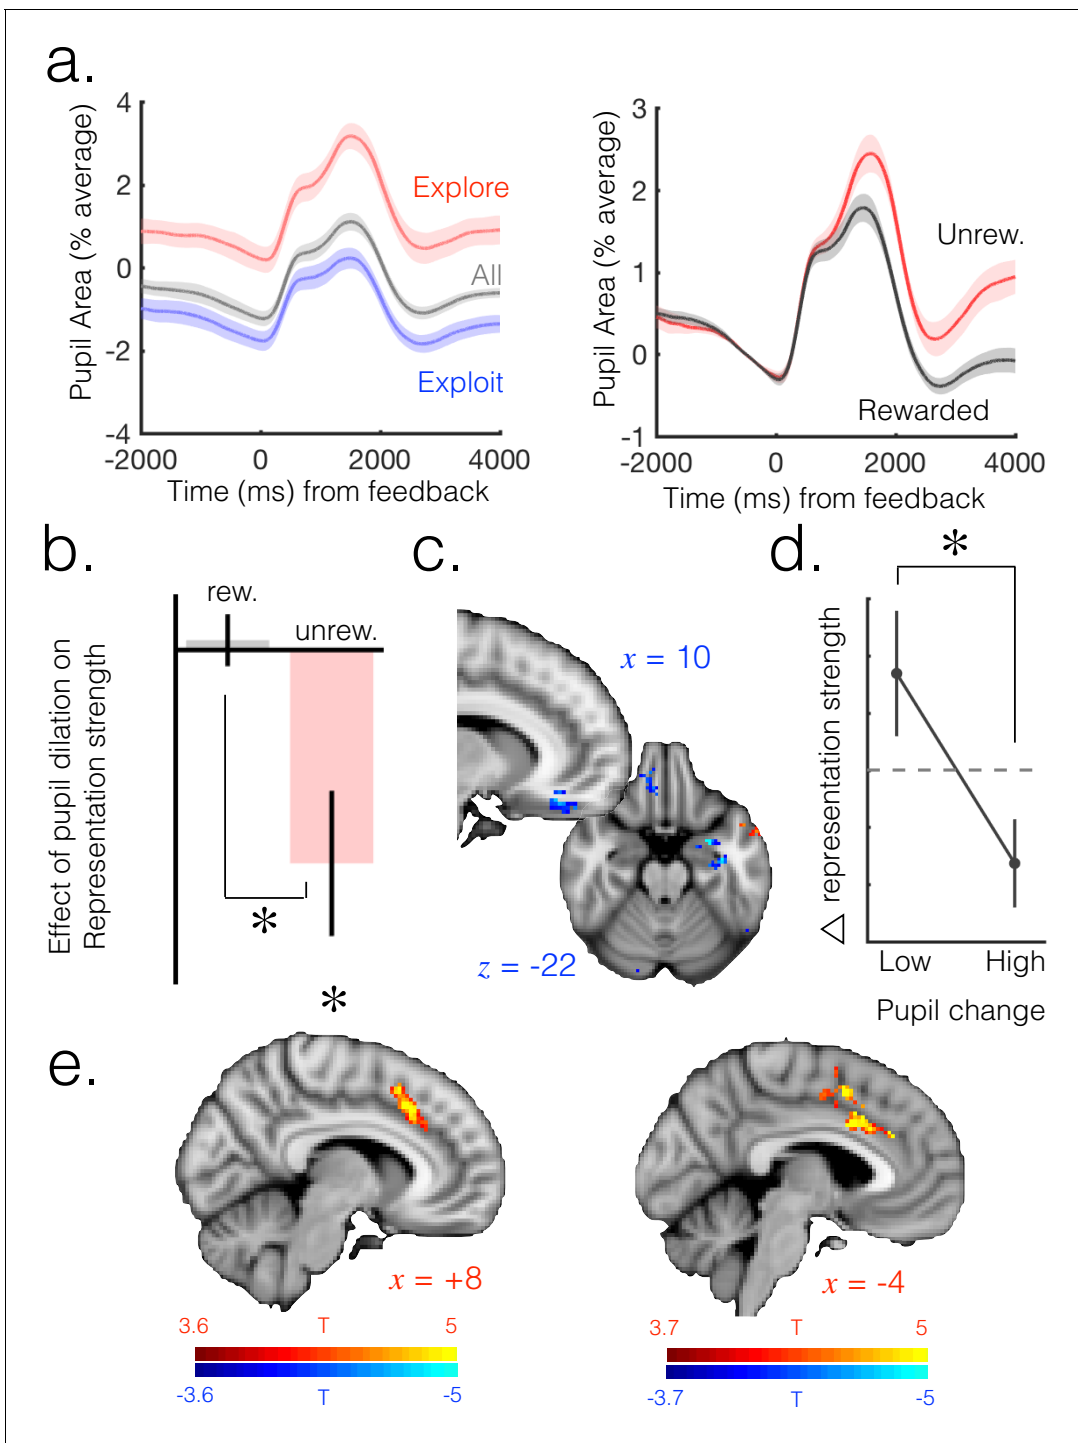 a.
Pupil Area (% average)
4
2
0
-2
-4
Explore
All
Exploit
-2000 0 2000 4000
Time (ms) from feedback
Pupil Area (% average)
3
2
1
0
-1
Unrew.
Rewarded
-2000 0 2000 4000
Time (ms) from feedback
b.
Effect of pupil dilation on
Representation strength
rew.
unrew.
*
*
c.
x = 10
z = -22
d.
*
△ representation strength
Low High
Pupil change
e.
x = +8
3.6 T 5
-3.6 T -5
x = -4
3.7 T 5
-3.7 T -5